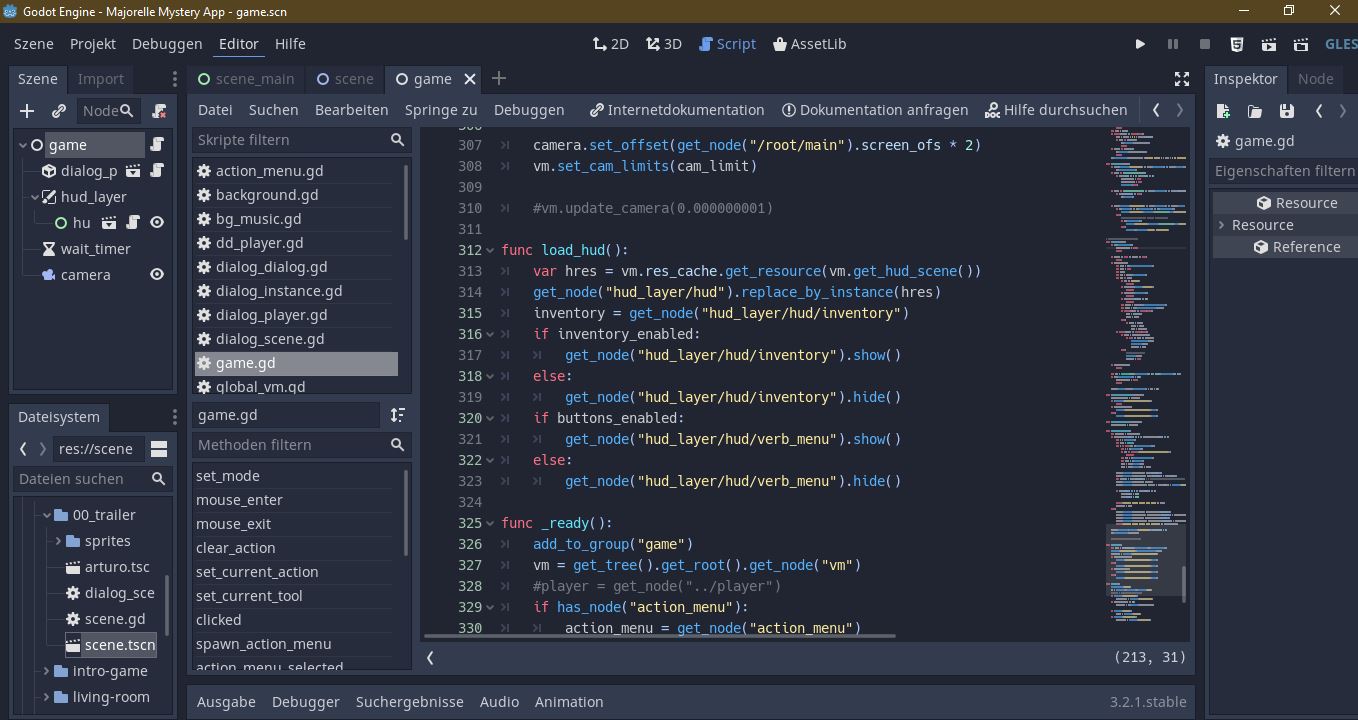 Godot Engine - Majorelle Mystery App - game.scn
Szene Projekt Debuggen Editor Hilfe
2D 3D Script AssetLib
GLES
Szene Import
Node
game
dialog_p
hud_layer
hu
wait_timer
camera
Dateisystem
res://scene
Dateien suchen
00_trailer
sprites
arturo.tsc
dialog_sce
scene.gd
scene.tscn
intro-game
living-room
scene_main scene game
Datei Suchen Bearbeiten Springe zu Debuggen Internetdokumentation Dokumentation anfragen Hilfe durchsuchen
Skripte filtern
action_menu.gd
background.gd
bg_music.gd
dd_player.gd
dialog_dialog.gd
dialog_instance.gd
dialog_player.gd
dialog_scene.gd
game.gd
global_vm.gd
game.gd
Methoden filtern
set_mode
mouse_enter
mouse_exit
clear_action
set_current_action
set_current_tool
clicked
spawn_action_menu
action_menu_selected
306
307 camera.set_offset(get_node("/root/main").screen_ofs * 2)
308 vm.set_cam_limits(cam_limit)
309
310 #vm.update_camera(0.000000001)
311
312 func load_hud():
313 var hres = vm.res_cache.get_resource(vm.get_hud_scene())
314 get_node("hud_layer/hud").replace_by_instance(hres)
315 inventory = get_node("hud_layer/hud/inventory")
316 if inventory_enabled:
317 get_node("hud_layer/hud/inventory").show()
318 else:
319 get_node("hud_layer/hud/inventory").hide()
320 if buttons_enabled:
321 get_node("hud_layer/hud/verb_menu").show()
322 else:
323 get_node("hud_layer/hud/verb_menu").hide()
324
325 func _ready():
326 add_to_group("game")
327 vm = get_tree().get_root().get_node("vm")
328 #player = get_node("../player")
329 if has_node("action_menu"):
330 action_menu = get_node("action_menu")
(213, 31)
Ausgabe Debugger Suchergebnisse Audio Animation 3.2.1.stable
Inspektor Node
game.gd
Eigenschaften filtern
Resource
Resource
Reference